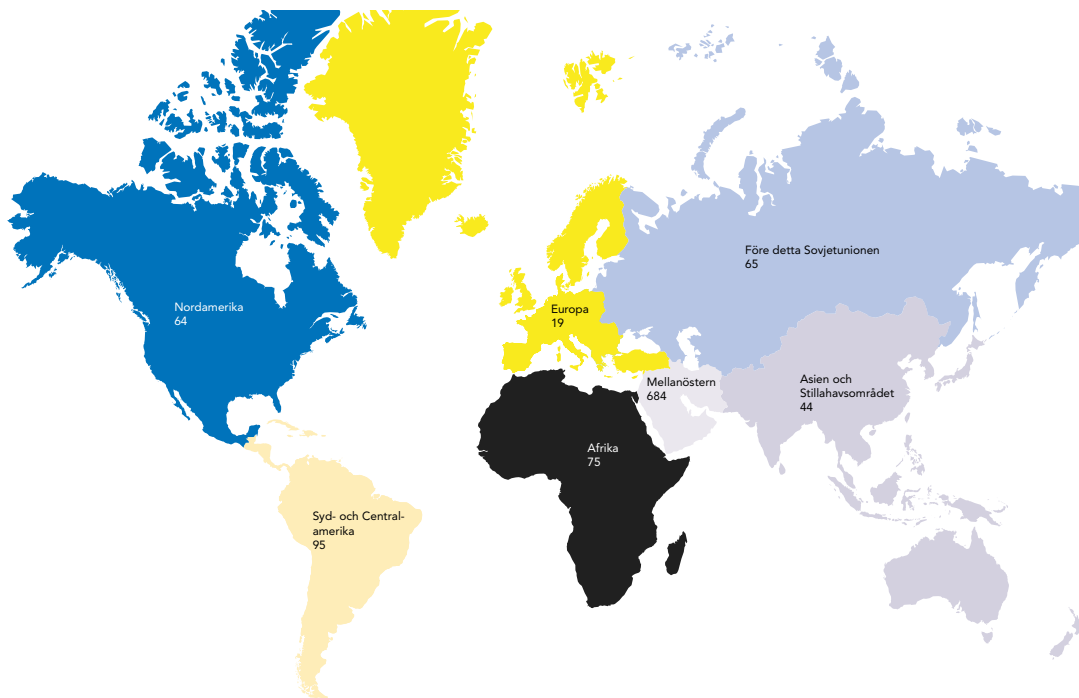 Före detta Sovjetunionen
65
Nordamerika
64
Europa
19
Mellanöstern
684
Asien och
Stillahavsområdet
44
Afrika
75
Syd- och Central-
amerika
95